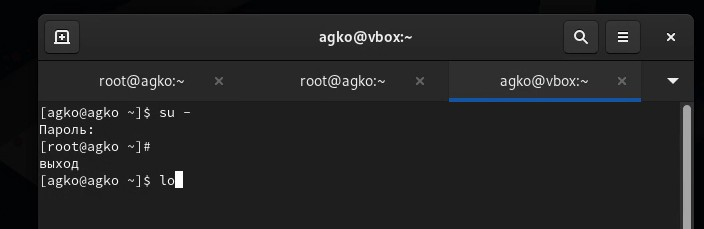 agko@vbox:~
root@agko:~
root@agko:~
agko@vbox:~
[agko@agko ~]$ su -
Пароль:
[root@agko ~]#
выход
[agko@agko ~]$ lo